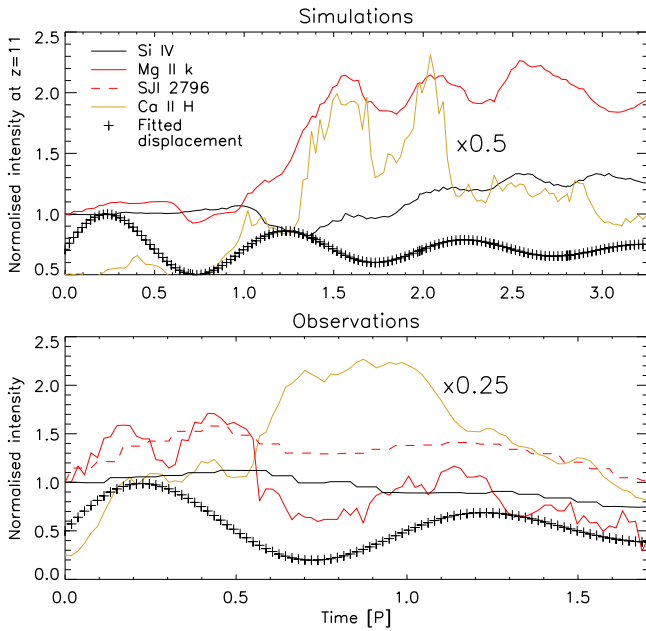 Simulations
Normalised intensity at z=11
2.5
2.0
1.5
1.0
0.5
Si IV
Mg II k
SJI 2796
Ca II H
Fitted
displacement
x0.5
0.0 0.5 1.0 1.5 2.0 2.5 3.0
Observations
Normalised intensity
2.5
2.0
1.5
1.0
0.5
0.0
x0.25
0.0 0.5 1.0 1.5
Time [P]